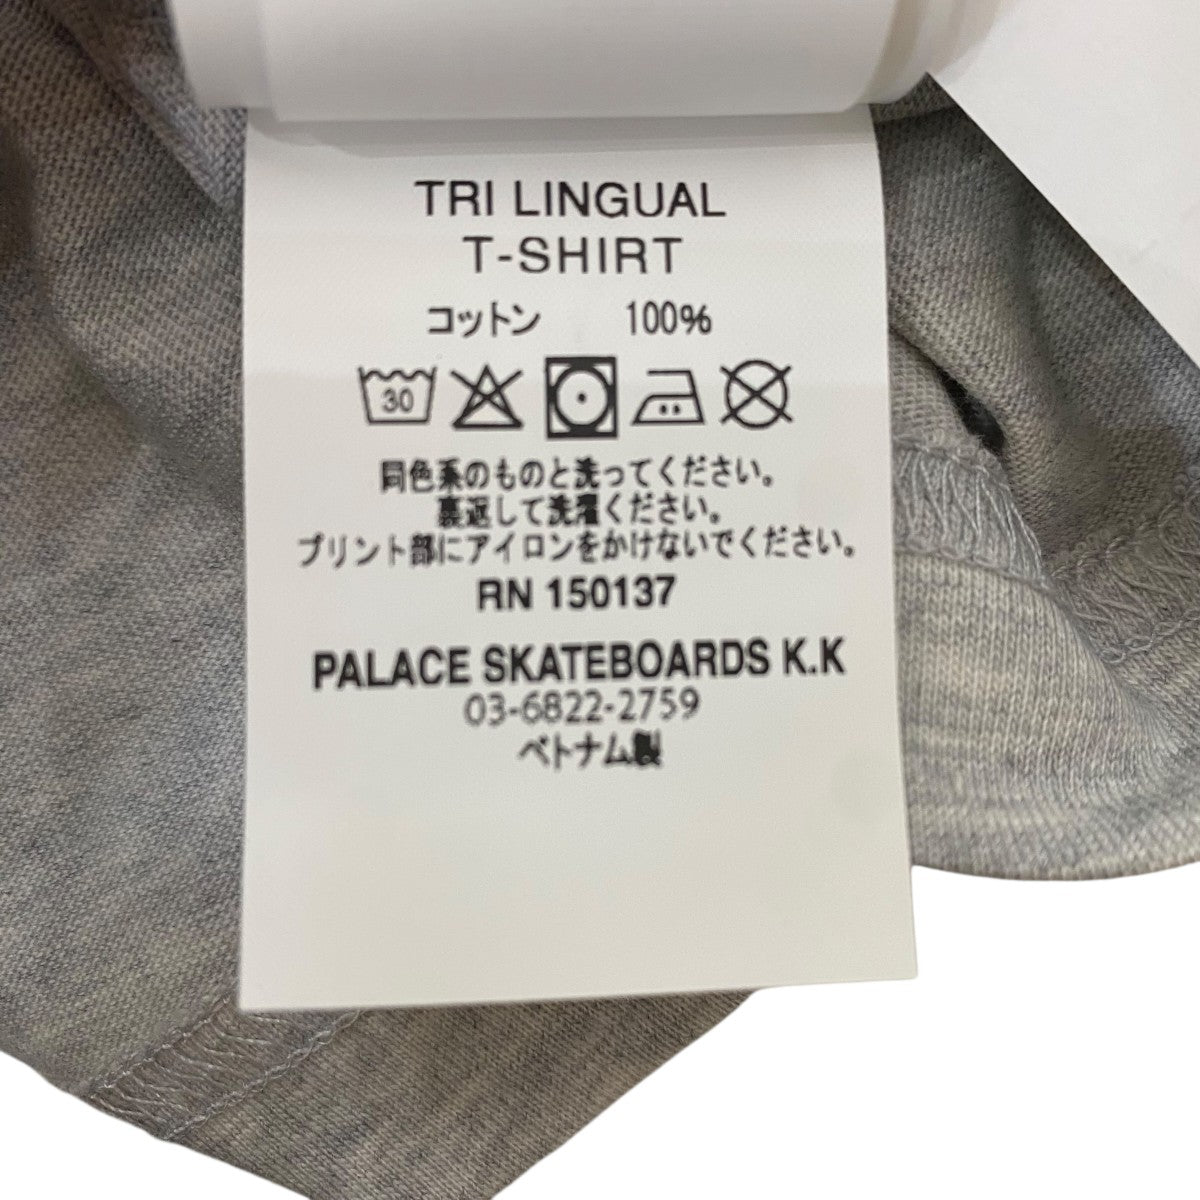 TRI LINGUAL
T-SHIRT
コットン 100%
30
同色系のものと洗ってください。
裏返して洗濯ください。
プリント部にアイロンをかけないでください。
RN 150137
PALACE SKATEBOARDS K.K
03-6822-2759
ベトナム製